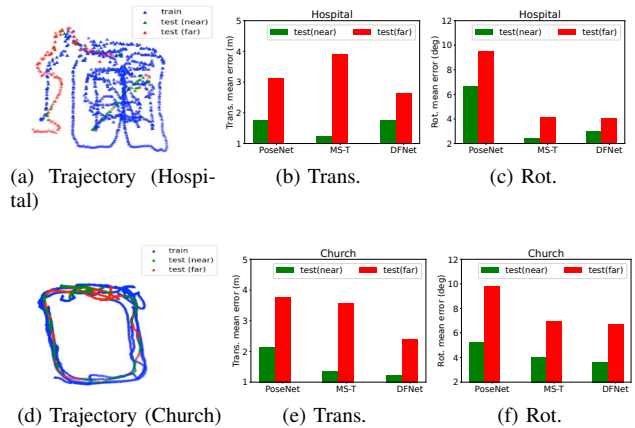 train
test (near)
test (far)
(a) Trajectory (Hospi-
tal)
Hospital
test(near) test(far)
Trans. mean error (m)
5
4
3
2
1
PoseNet MS-T DFNet
(b) Trans.
Hospital
test(near) test(far)
Rot. mean error (deg)
12
10
8
6
4
2
PoseNet MS-T DFNet
(c) Rot.
train
test (near)
test (far)
(d) Trajectory (Church)
Church
test(near) test(far)
Trans. mean error (m)
5
4
3
2
1
PoseNet MS-T DFNet
(e) Trans.
Church
test(near) test(far)
Rot. mean error (deg)
12
10
8
6
4
2
PoseNet MS-T DFNet
(f) Rot.